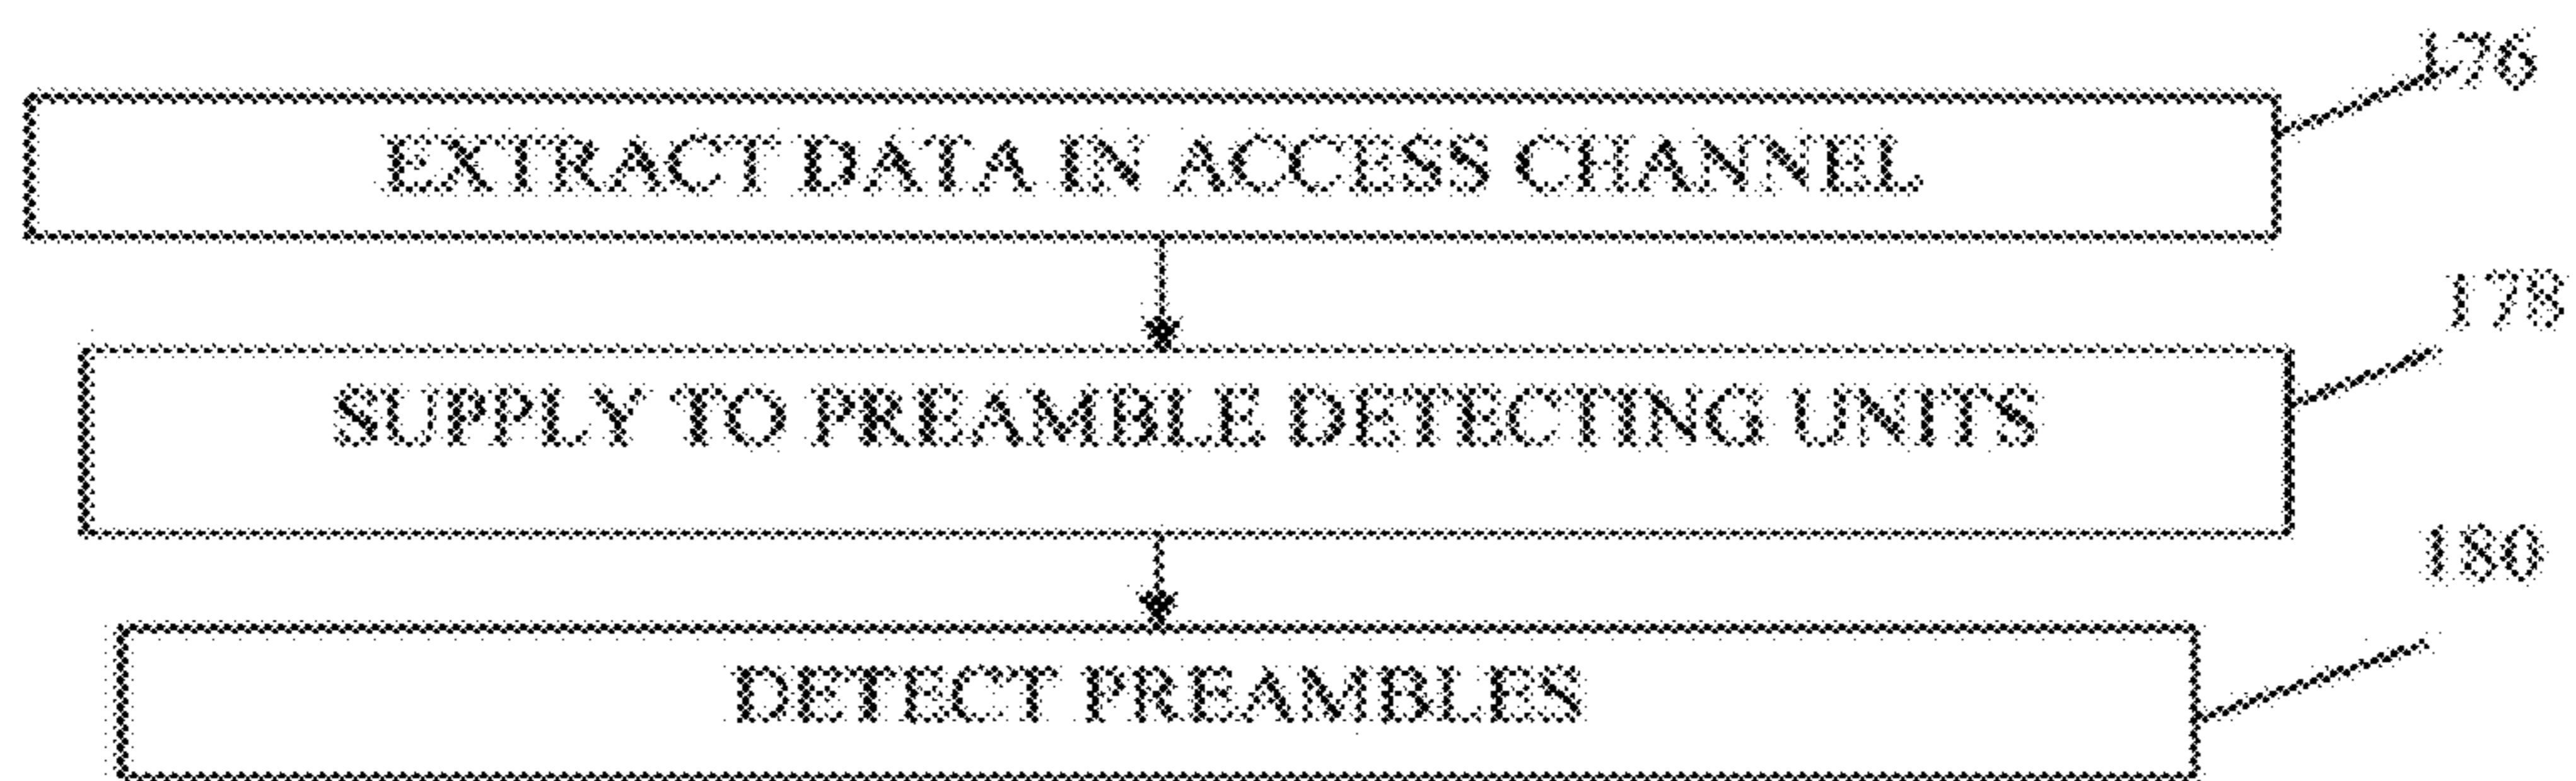 176
EXTRACT DATA IN ACCESS CHANNEL
178
SUPPLY TO PREAMBLE DETECTING UNITS
180
DETECT PREAMBLES